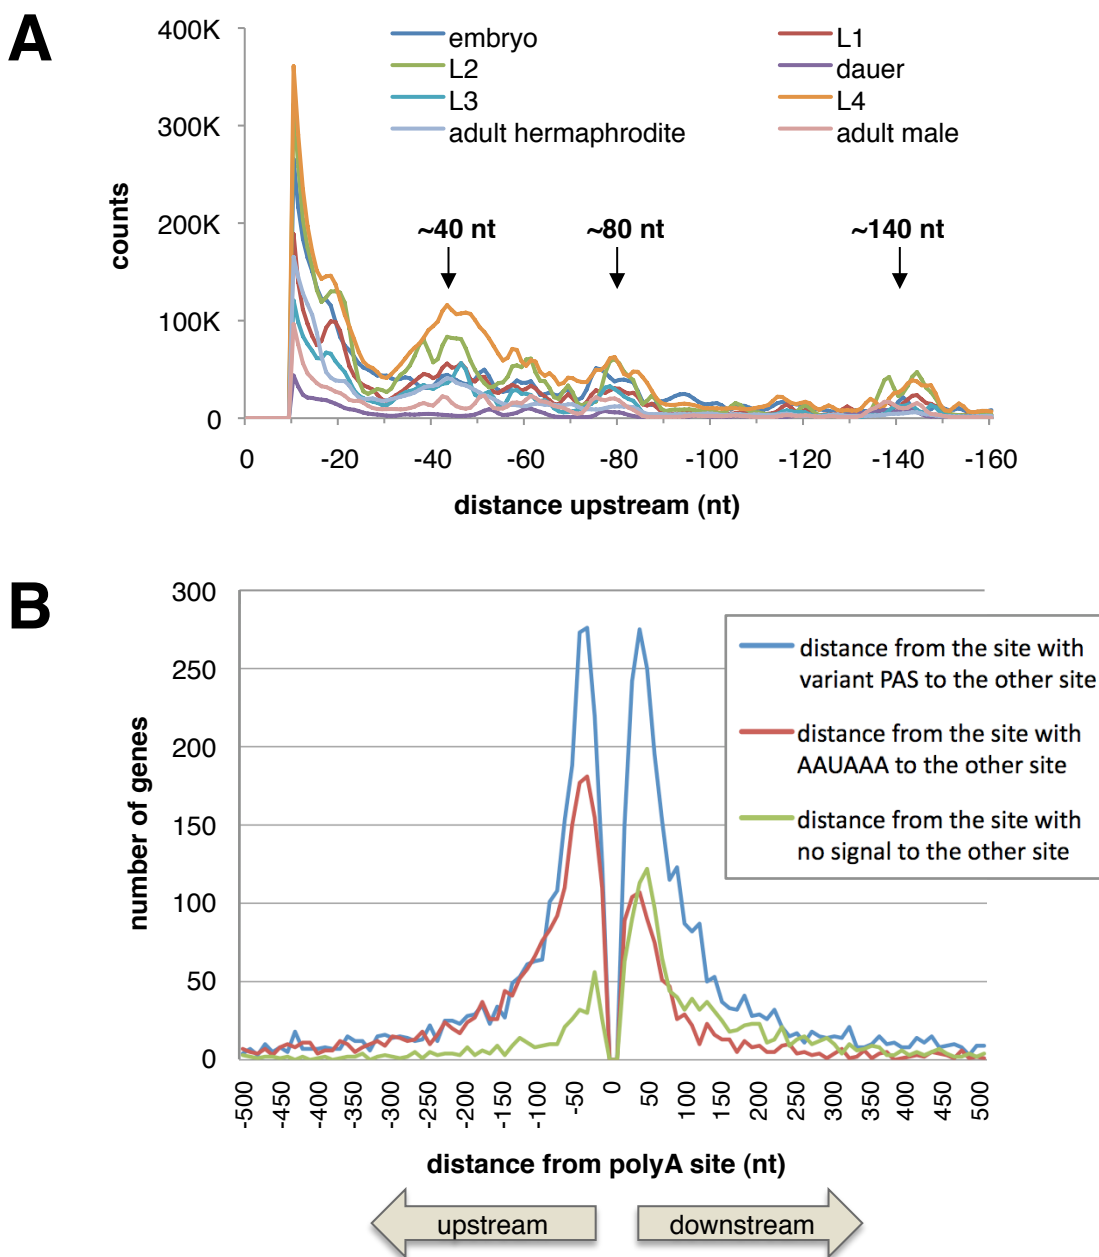 A
400K
300K
200K
100K
0
counts
embryo
L1
L2
dauer
L3
L4
adult hermaphrodite
adult male
~40 nt
~80 nt
~140 nt
0 -20 -40 -60 -80 -100 -120 -140 -160
distance upstream (nt)
B
300
250
200
150
100
50
0
number of genes
distance from the site with
variant PAS to the other site
distance from the site with
AAUAAA to the other site
distance from the site with
no signal to the other site
-500 -450 -400 -350 -300 -250 -200 -150 -100 -50 0 50 100 150 200 250 300 350 400 450 500
distance from polyA site (nt)
upstream
downstream